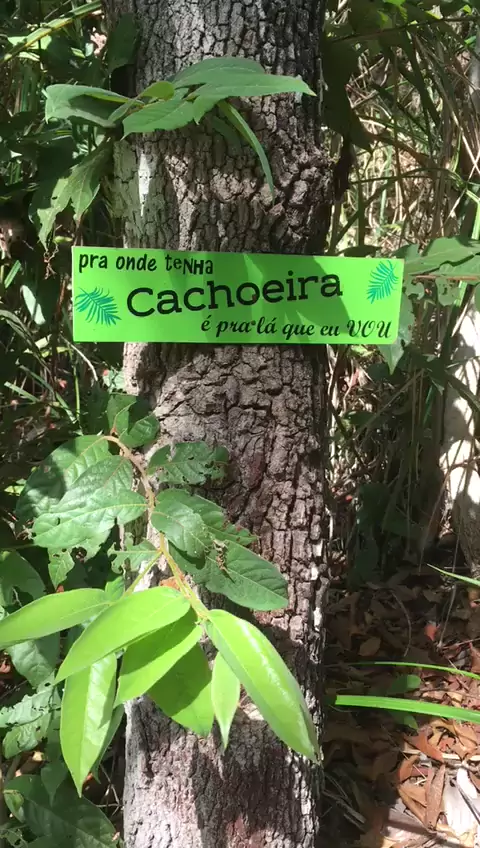 pra onde teNHa
Cachoeira
é pra lá que eu VOU